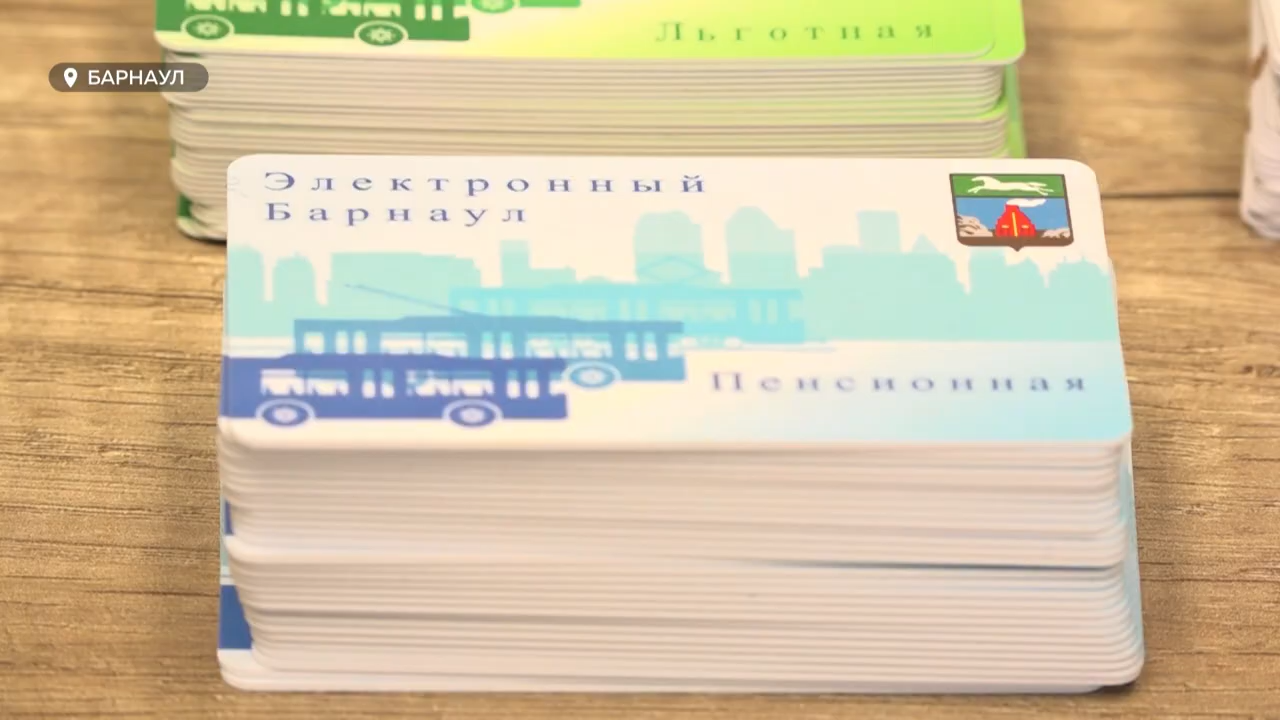 Льготная
БАРНАУЛ
Электронный
Барнаул
Пенсионная